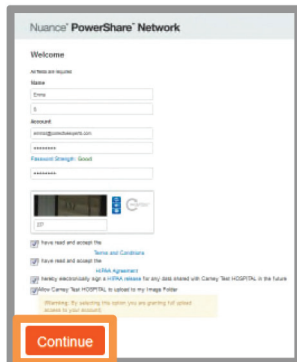 Nuance® PowerShare™ Network
Welcome
All fields are required
Name
Emma
S
Account
••••••••
Password Strength: Good
••••••••
I have read and accept the
Terms and Conditions
I have read and accept the
HIPAA Agreement
I hereby electronically sign a HIPAA release for any data shared with Carney Test HOSPITAL in the future
Allow Carney Test HOSPITAL to upload to my Image Folder
(Warning: By selecting this option you are granting full upload
access to your account)
Continue